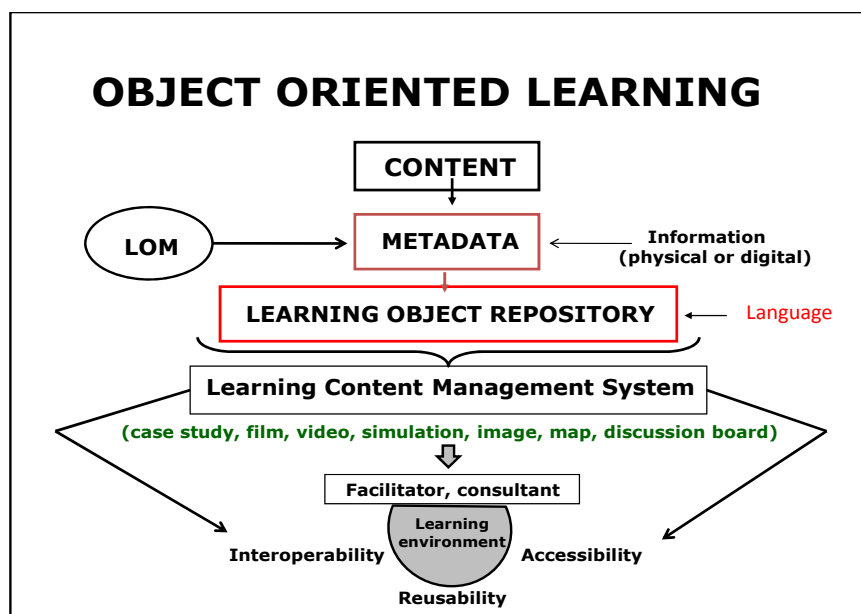 OBJECT ORIENTED LEARNING
CONTENT
LOM
METADATA
Information
(physical or digital)
LEARNING OBJECT REPOSITORY
Language
Learning Content Management System
(case study, film, video, simulation, image, map, discussion board)
Facilitator, consultant
Learning
environment
Interoperability
Accessibility
Reusability